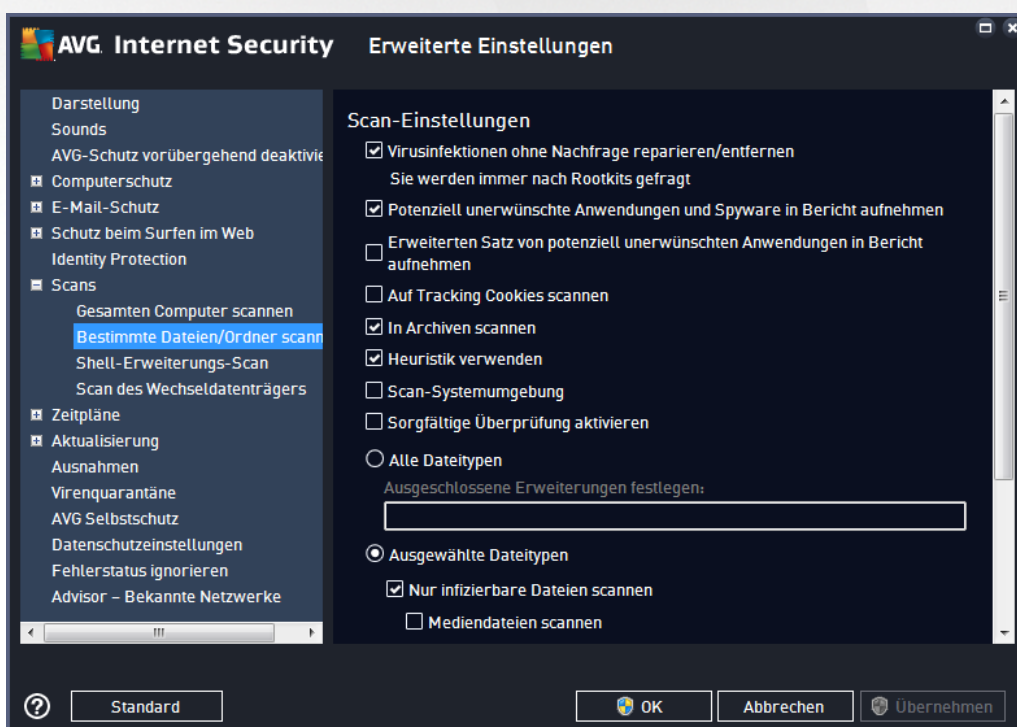 AVG. Internet Security Erweiterte Einstellungen
Darstellung
Sounds
AVG-Schutz vorübergehend deaktivie
Computerschutz
E-Mail-Schutz
Schutz beim Surfen im Web
Identity Protection
Scans
Gesamten Computer scannen
Bestimmte Dateien/Ordner scann
Shell-Erweiterungs-Scan
Scan des Wechseldatenträgers
Zeitpläne
Aktualisierung
Ausnahmen
Virenquarantäne
AVG Selbstschutz
Datenschutzeinstellungen
Fehlerstatus ignorieren
Advisor – Bekannte Netzwerke
Scan-Einstellungen
Virusinfektionen ohne Nachfrage reparieren/entfernen
Sie werden immer nach Rootkits gefragt
Potenziell unerwünschte Anwendungen und Spyware in Bericht aufnehmen
Erweiterten Satz von potenziell unerwünschten Anwendungen in Bericht
aufnehmen
Auf Tracking Cookies scannen
In Archiven scannen
Heuristik verwenden
Scan-Systemumgebung
Sorgfältige Überprüfung aktivieren
Alle Dateitypen
Ausgeschlossene Erweiterungen festlegen:
Ausgewählte Dateitypen
Nur infizierbare Dateien scannen
Mediendateien scannen
? Standard OK Abbrechen Übernehmen